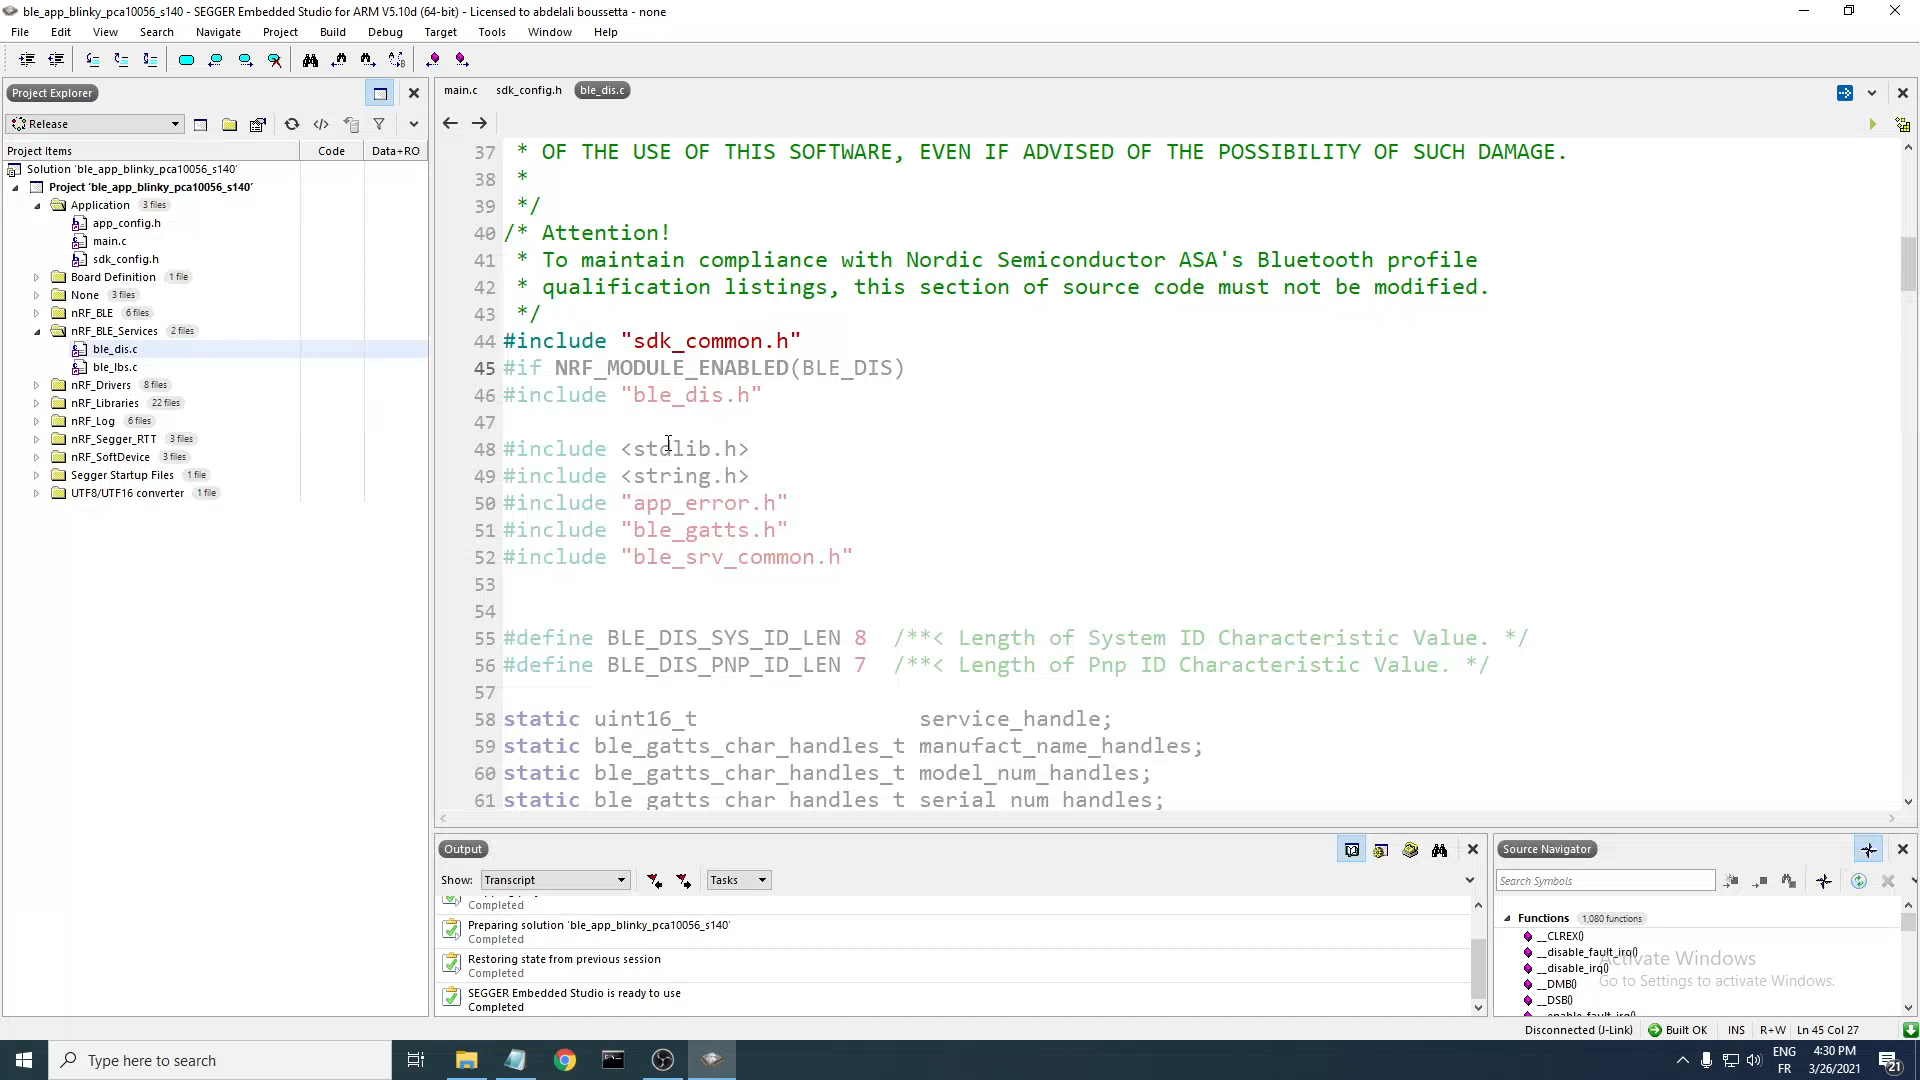 ble_app_blinky_pca10056_s140 - SEGGER Embedded Studio for ARM V5.10d (64-bit) - Licensed to abdelali boussetta - none
File Edit View Search Navigate Project Build Debug Target Tools Window Help
Project Explorer
Release
Project Items Code Data+RO
Solution 'ble_app_blinky_pca10056_s140'
Project 'ble_app_blinky_pca10056_s140'
Application 3 files
app_config.h
main.c
sdk_config.h
Board Definition 1 file
None 3 files
nRF_BLE 6 files
nRF_BLE_Services 2 files
ble_dis.c
ble_lbs.c
nRF_Drivers 8 files
nRF_Libraries 22 files
nRF_Log 6 files
nRF_Segger_RTT 3 files
nRF_SoftDevice 3 files
Segger Startup Files 1 file
UTF8/UTF16 converter 1 file
main.c sdk_config.h ble_dis.c
37 * OF THE USE OF THIS SOFTWARE, EVEN IF ADVISED OF THE POSSIBILITY OF SUCH DAMAGE.
38 *
39 */
40 /* Attention!
41 * To maintain compliance with Nordic Semiconductor ASA's Bluetooth profile
42 * qualification listings, this section of source code must not be modified.
43 */
44 #include "sdk_common.h"
45 #if NRF_MODULE_ENABLED(BLE_DIS)
46 #include "ble_dis.h"
47
48 #include <stdlib.h>
49 #include <string.h>
50 #include "app_error.h"
51 #include "ble_gatts.h"
52 #include "ble_srv_common.h"
53
54
55 #define BLE_DIS_SYS_ID_LEN 8 /**< Length of System ID Characteristic Value. */
56 #define BLE_DIS_PNP_ID_LEN 7 /**< Length of Pnp ID Characteristic Value. */
57
58 static uint16_t service_handle;
59 static ble_gatts_char_handles_t manufact_name_handles;
60 static ble_gatts_char_handles_t model_num_handles;
61 static ble_gatts_char_handles_t serial_num_handles;
Output
Show: Transcript Tasks
Completed
Preparing solution 'ble_app_blinky_pca10056_s140'
Completed
Restoring state from previous session
Completed
SEGGER Embedded Studio is ready to use
Completed
Source Navigator
Search Symbols
Functions 1,080 functions
__CLREX()
__disable_fault_irq()
__disable_irq()
__DMB()
__DSB()
__enable_fault_irq()
Activate Windows
Go to Settings to activate Windows.
Disconnected (J-Link) Built OK INS R+W Ln 45 Col 27
Type here to search
ENG
FR
4:30 PM
3/26/2021
21